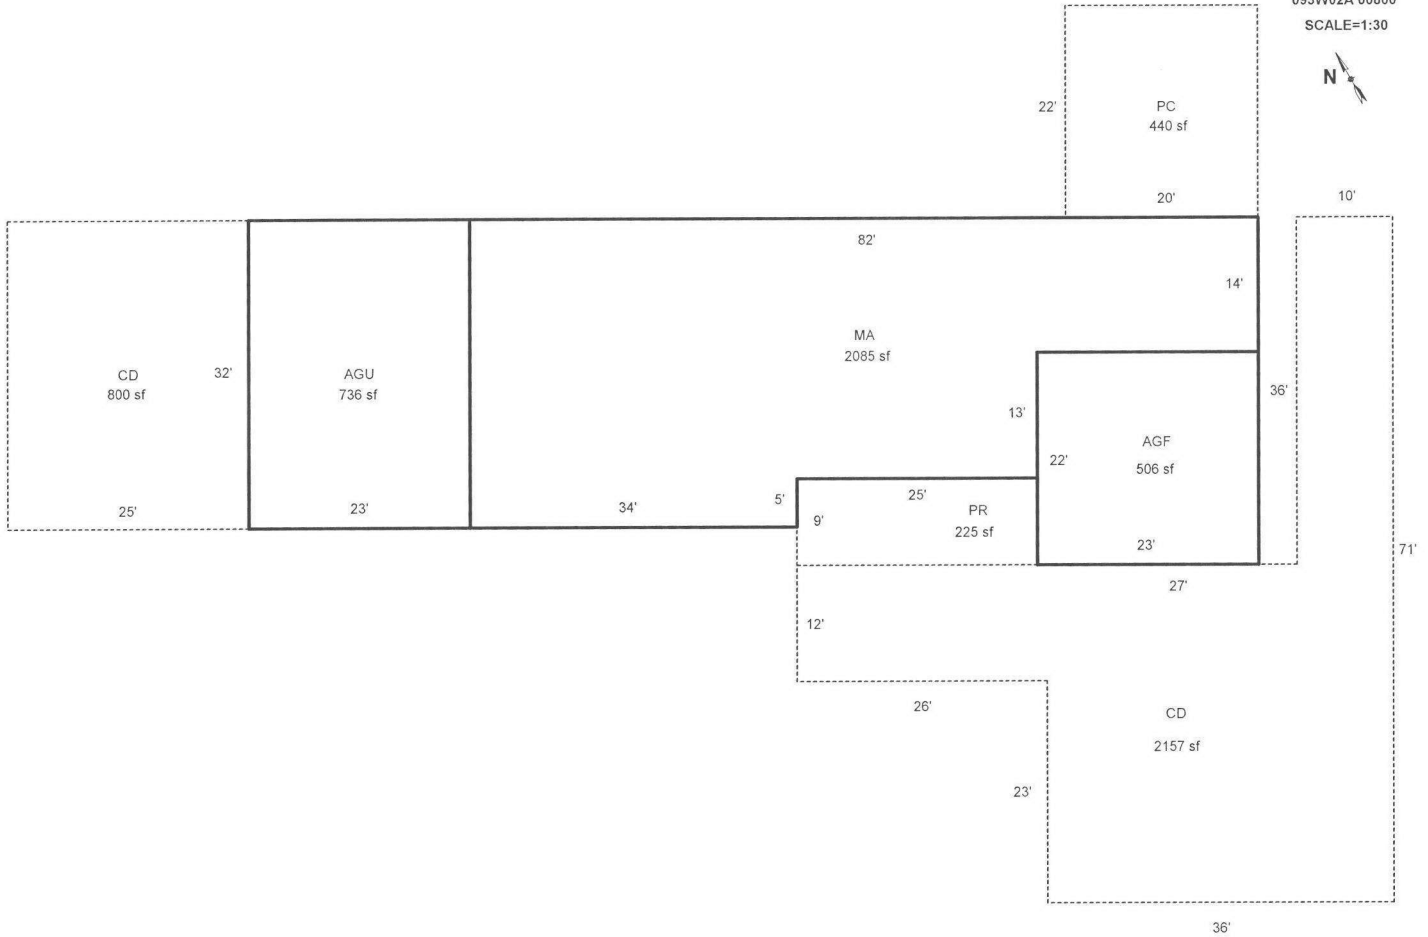 SCALE=1:30
N
22'
PC
440 sf
20'
10'
82'
14'
MA
2085 sf
CD
800 sf
32'
AGU
736 sf
36'
13'
AGF
506 sf
22'
25'
23'
34'
5'
25'
9'
PR
225 sf
23'
71'
27'
12'
26'
CD
2157 sf
23'
36'